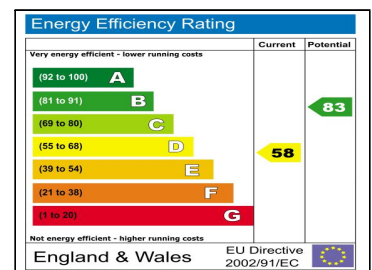 Energy Efficiency Rating
Current Potential
Very energy efficient - lower running costs
(92 to 100) A
(81 to 91) B
83
(69 to 80) C
(55 to 68) D
58
(39 to 54) E
(21 to 38) F
(1 to 20) G
Not energy efficient - higher running costs
England & Wales
EU Directive
2002/91/EC